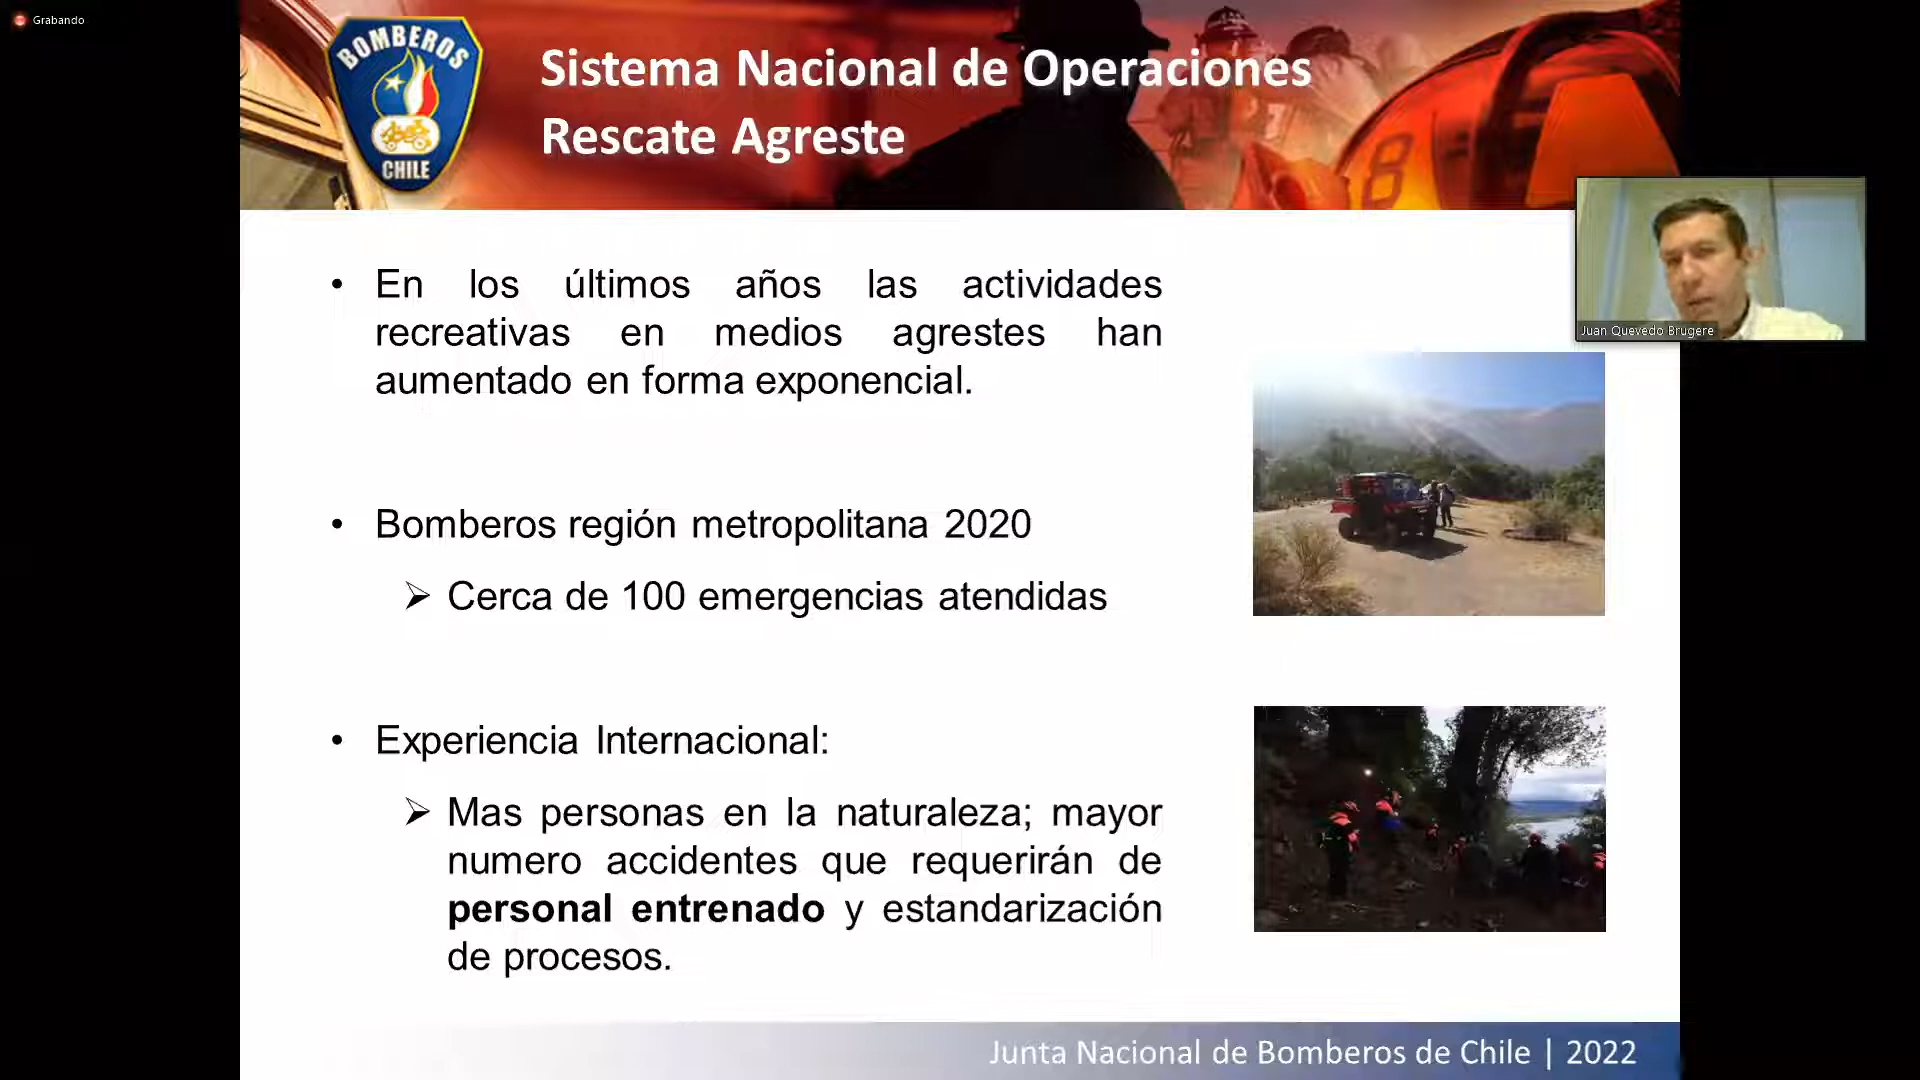 Grabando
BOMBEROS
CHILE
Sistema Nacional de Operaciones
Rescate Agreste
8
Juan Quevedo Brugere
• En los últimos años las actividades
recreativas en medios agrestes han
aumentado en forma exponencial.
• Bomberos región metropolitana 2020
➢ Cerca de 100 emergencias atendidas
• Experiencia Internacional:
➢ Mas personas en la naturaleza; mayor
numero accidentes que requerirán de
personal entrenado y estandarización
de procesos.
Junta Nacional de Bomberos de Chile | 2022